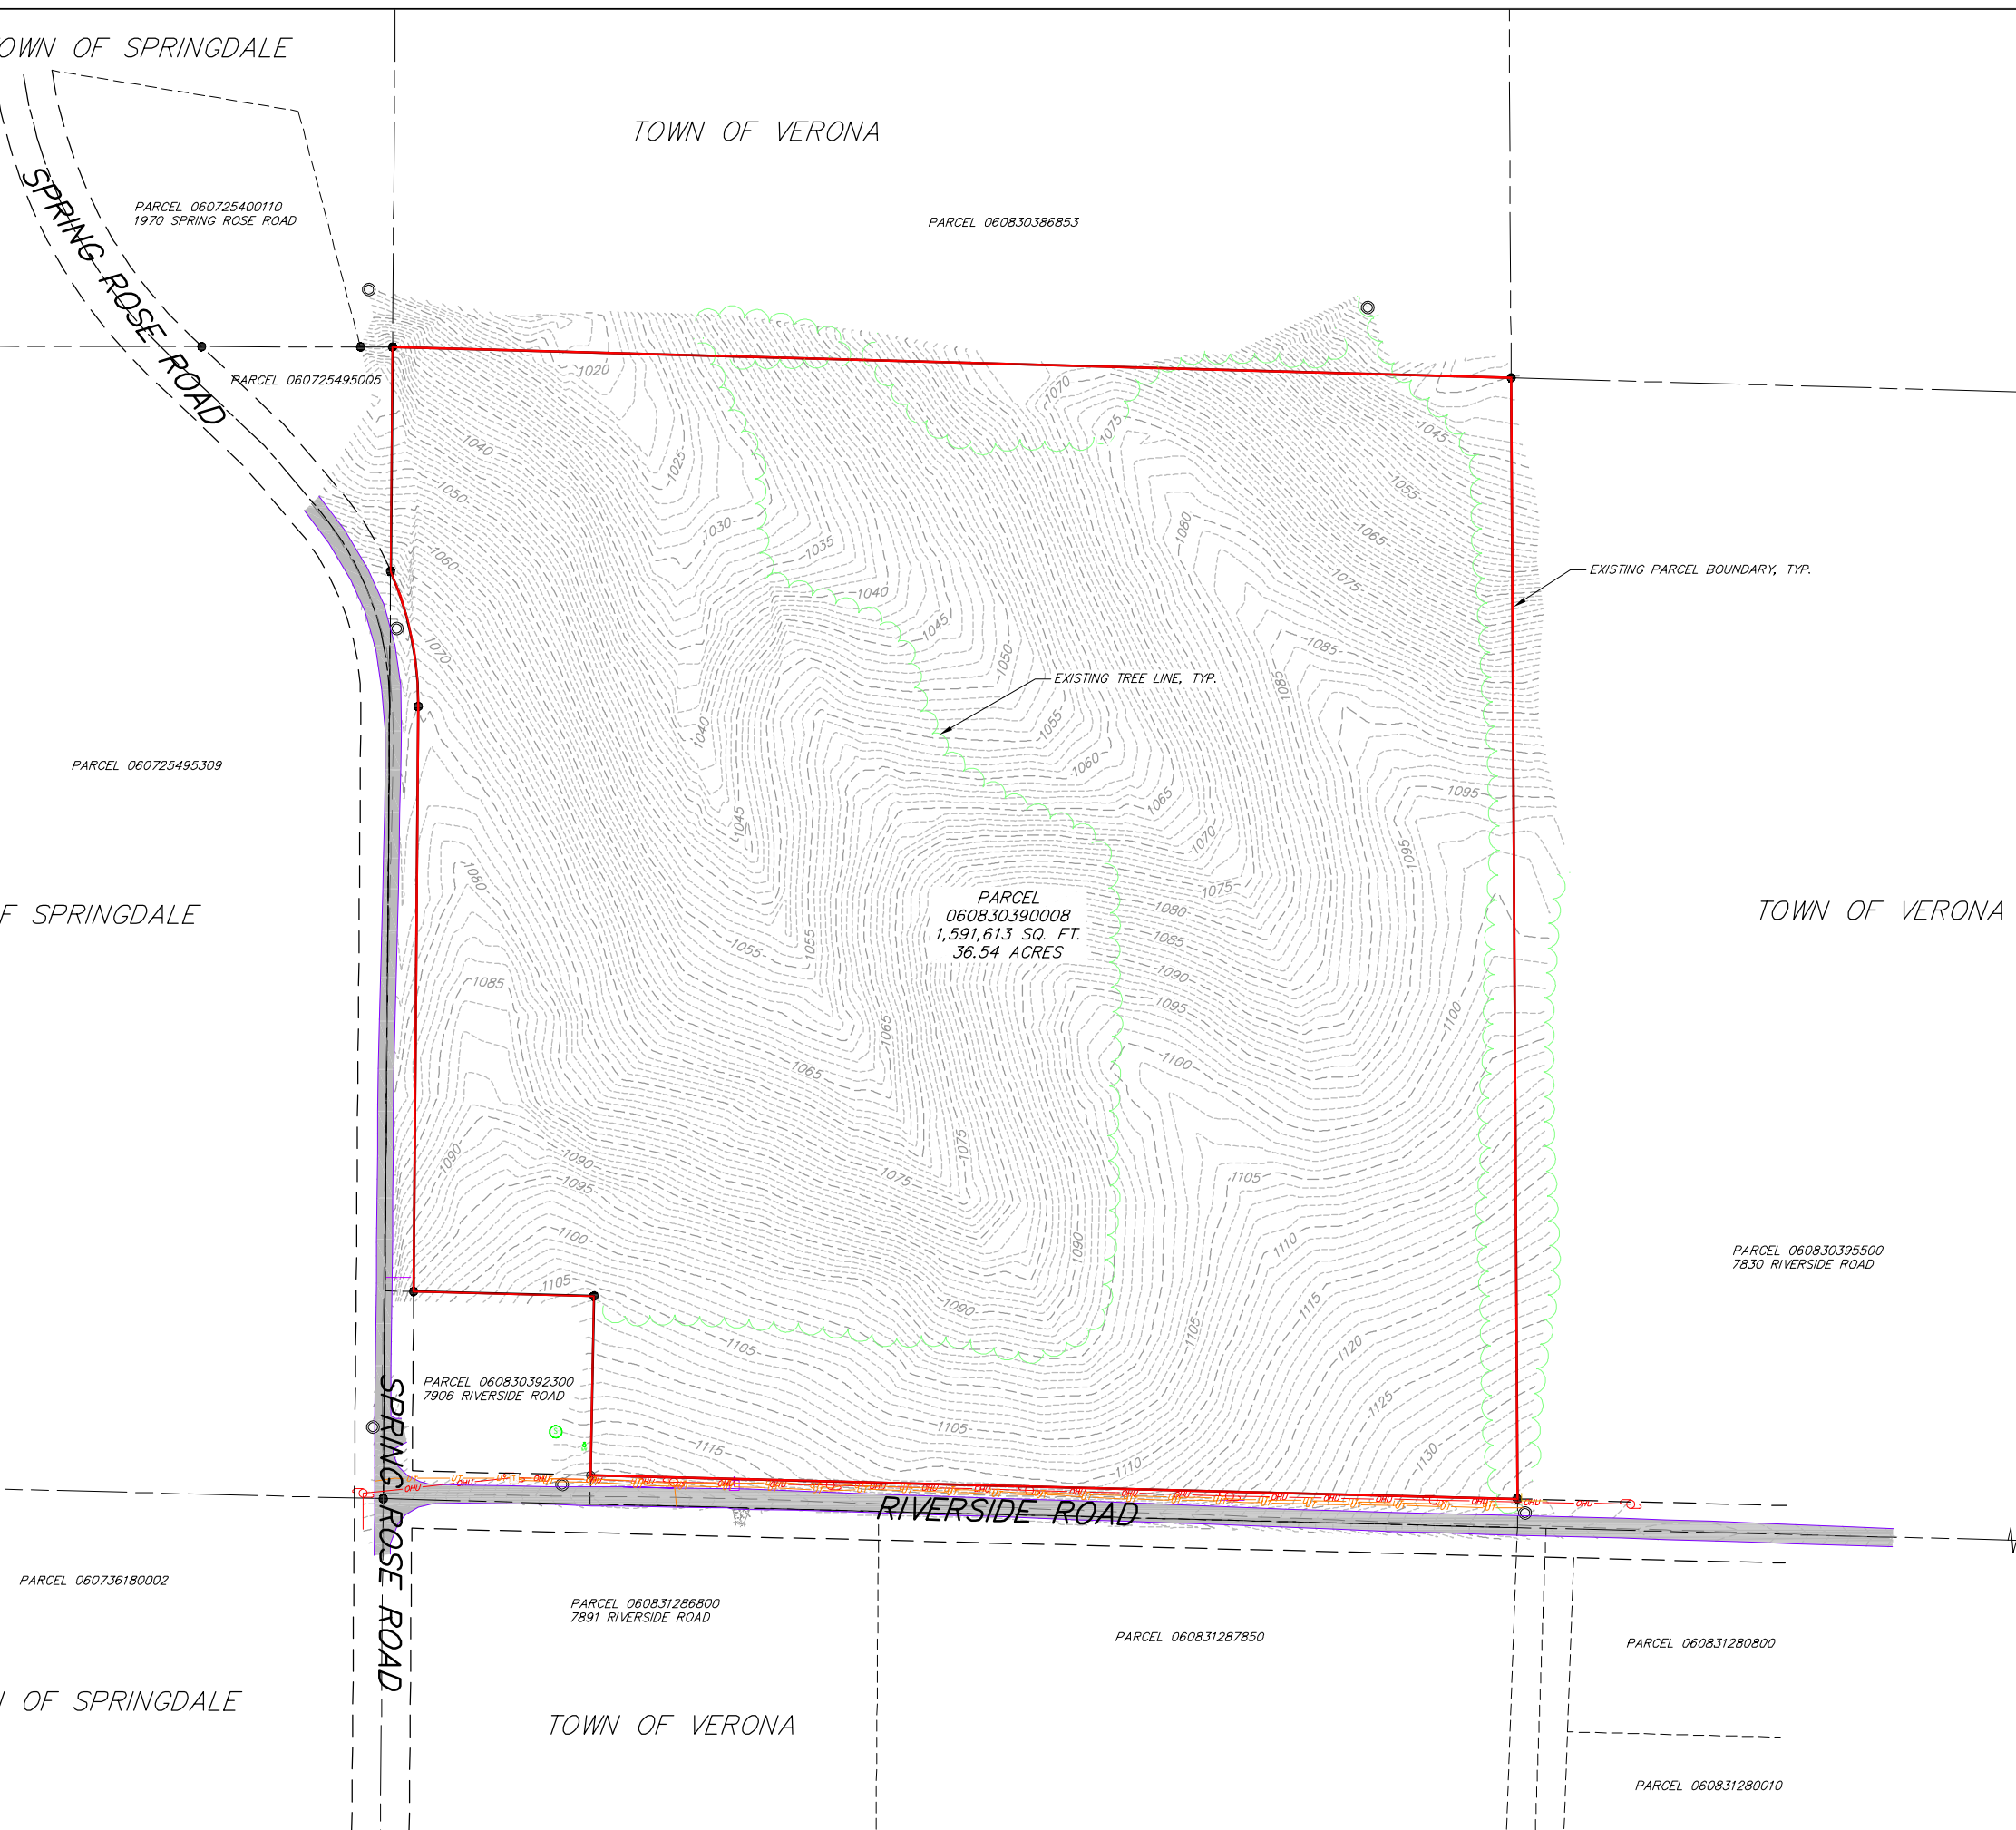 OWN OF SPRINGDALE
TOWN OF VERONA
SPRING ROSE ROAD
PARCEL 060725400110
1970 SPRING ROSE ROAD
PARCEL 060830386853
PARCEL 060725495005
1020
1070
1075
1045
1040
1025
1050
1055
1080
1030
1035
1065
1060
EXISTING PARCEL BOUNDARY, TYP.
1075
1040
1045
1070
1050
1085
EXISTING TREE LINE, TYP.
1085
1040
1055
PARCEL 060725495309
1060
1095
1065
1045
1070
1095
1080
1075
PARCEL
060830390008
1,591,613 SQ. FT.
36.54 ACRES
1080
F SPRINGDALE
TOWN OF VERONA
1085
1055
1055
1090
1085
1095
1100
1065
1100
1065
1075
1090
1090
1075
1105
1095
1100
1090
1110
PARCEL 060830395500
7830 RIVERSIDE ROAD
1105
1090
1115
1105
1105
1120
PARCEL 060830392300
7906 RIVERSIDE ROAD
1125
1105
1115
1130
1110
SPRING ROSE ROAD
OHU
UT
RIVERSIDE ROAD
PARCEL 060736180002
PARCEL 060831286800
7891 RIVERSIDE ROAD
PARCEL 060831287850
PARCEL 060831280800
OF SPRINGDALE
TOWN OF VERONA
PARCEL 060831280010